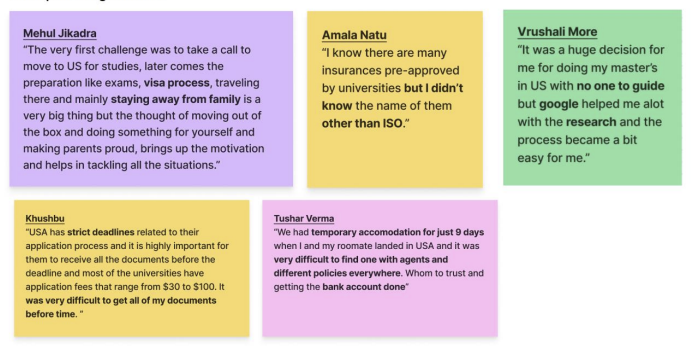 Mehul Jikadra
“The very first challenge was to take a call to
move to US for studies, later comes the
preparation like exams, visa process, traveling
there and mainly staying away from family is a
very big thing but the thought of moving out of
the box and doing something for yourself and
making parents proud, brings up the motivation
and helps in tackling all the situations.”
Amala Natu
“I know there are many
insurances pre-approved
by universities but I didn’t
know the name of them
other than ISO.”
Vrushali More
“It was a huge decision for
me for doing my master’s
in US with no one to guide
but google helped me alot
with the research and the
process became a bit
easy for me.”
Khushbu
“USA has strict deadlines related to their
application process and it is highly important for
them to receive all the documents before the
deadline and most of the universities have
application fees that range from $30 to $100. It
was very difficult to get all of my documents
before time. ”
Tushar Verma
“We had temporary accomodation for just 9 days
when I and my roomate landed in USA and it was
very difficult to find one with agents and
different policies everywhere. Whom to trust and
getting the bank account done”